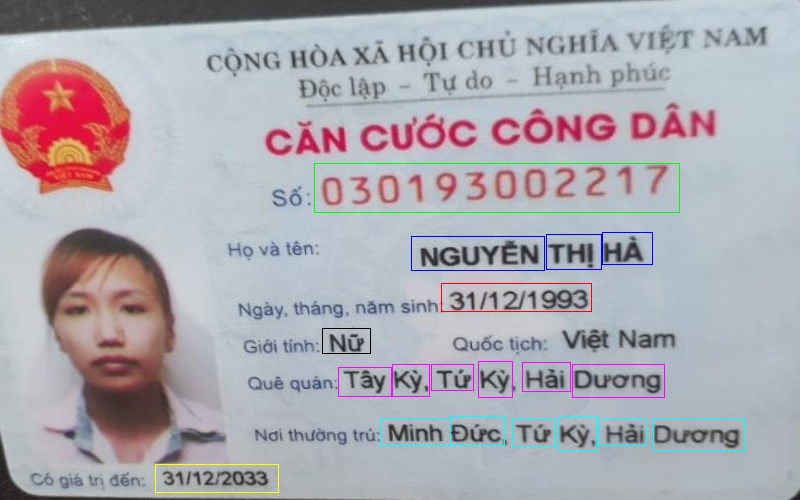 CỘNG HÒA XÃ HỘI CHỦ NGHĨA VIỆT NAM
Độc lập - Tự do - Hạnh phúc
CĂN CƯỚC CÔNG DÂN
Số: 030193002217
Họ và tên: NGUYỄN THỊ HÀ
Ngày, tháng, năm sinh: 31/12/1993
Giới tính: Nữ Quốc tịch: Việt Nam
Quê quán: Tây Kỳ, Tứ Kỳ, Hải Dương
Nơi thường trú: Minh Đức, Tứ Kỳ, Hải Dương
Có giá trị đến: 31/12/2033